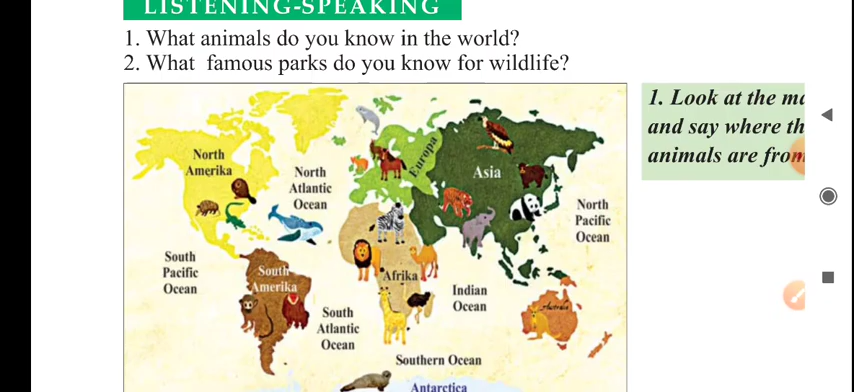 LISTENING-SPEAKING
1. What animals do you know in the world?
2. What famous parks do you know for wildlife?
1. Look at the
and say where
animals are from
North
Amerika
North
Atlantic
Ocean
Europa
Asia
North
Pacific
Ocean
South
Pacific
Ocean
South
Amerika
Afrika
Indian
Ocean
Australia
South
Atlantic
Ocean
Southern Ocean
Antarctica